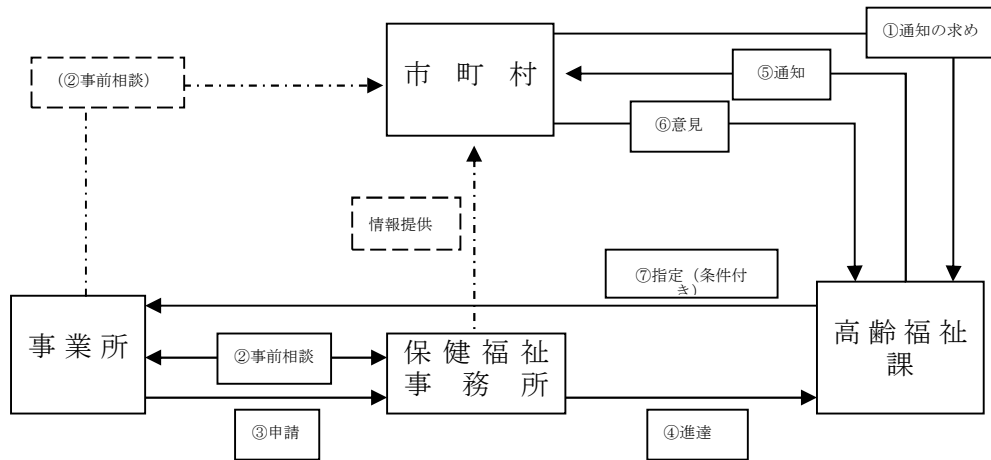 ①通知の求め
市町村
（②事前相談）
⑤通知
⑥意見
情報提供
⑦指定（条件付
き）
事業所
②事前相談
保健福祉
事務所
高齢福祉
課
③申請
④進達